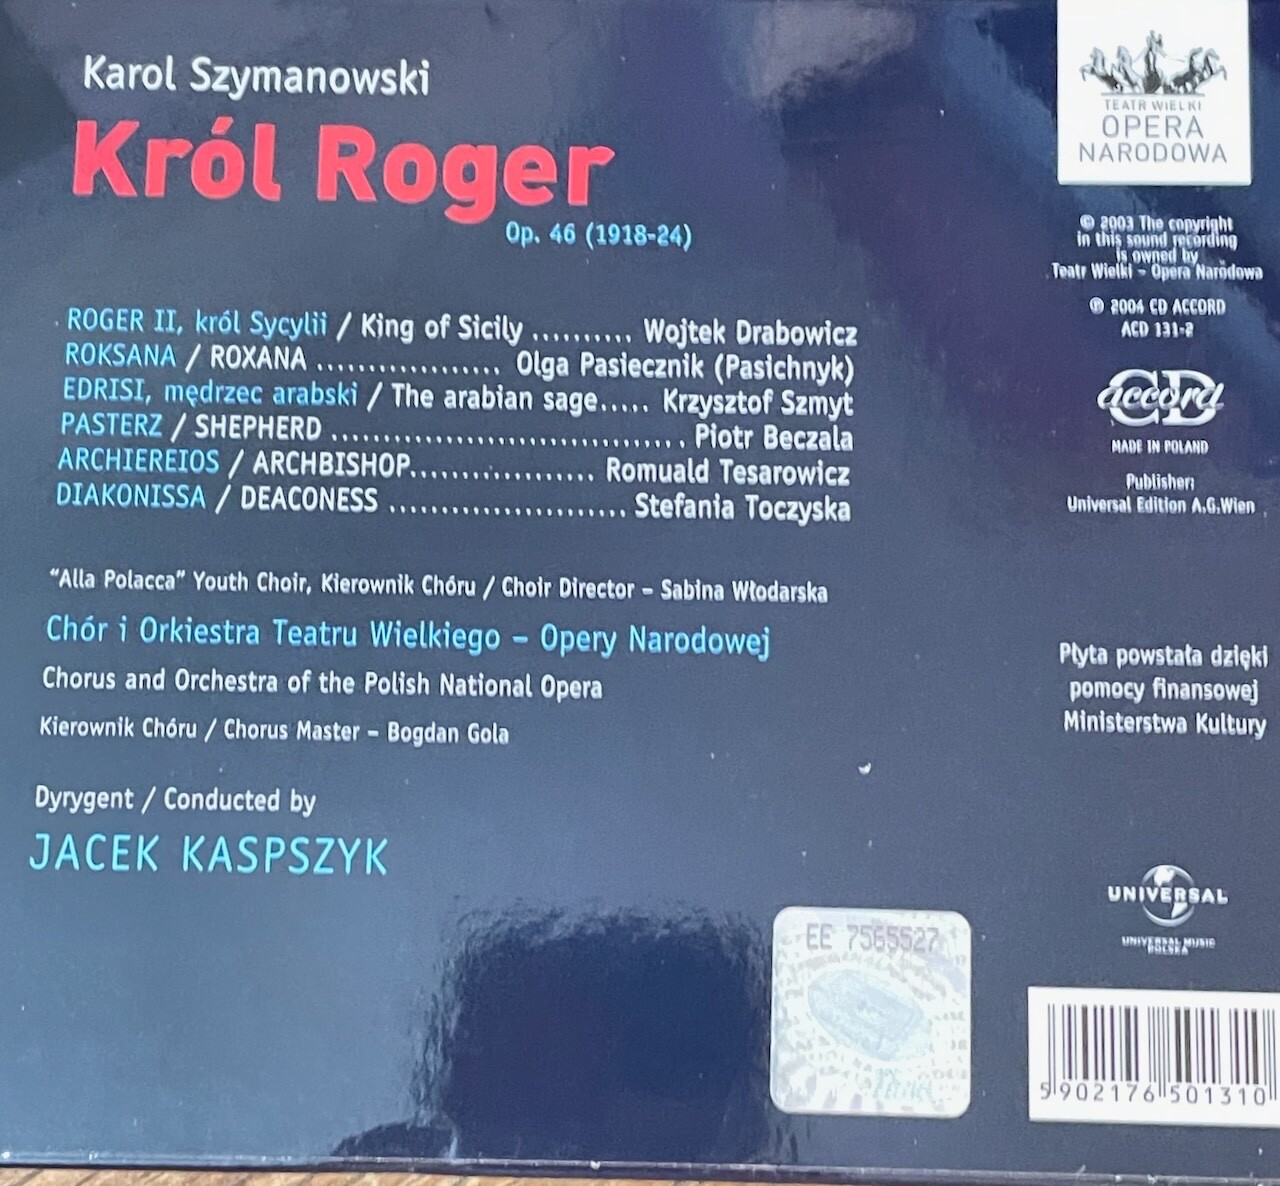 Karol Szymanowski
Król Roger
Op. 46 (1918-24)
ROGER II, król Sycylii / King of Sicily .......... Wojtek Drabowicz
ROKSANA / ROXANA .................. Olga Pasiecznik (Pasichnyk)
EDRISI, mędrzec arabski / The arabian sage..... Krzysztof Szmyt
PASTERZ / SHEPHERD .................................. Piotr Beczala
ARCHIEREIOS / ARCHBISHOP.................. Romuald Tesarowicz
DIAKONISSA / DEACONESS ....................... Stefania Toczyska
"Alla Polacca" Youth Choir, Kierownik Chóru / Choir Director – Sabina Włodarska
Chór i Orkiestra Teatru Wielkiego – Opery Narodowej
Chorus and Orchestra of the Polish National Opera
Kierownik Chóru / Chorus Master – Bogdan Gola
Dyrygent / Conducted by
JACEK KASPSZYK
TEATR WIELKI
OPERA
NARODOWA
© 2003 The copyright
in this sound recording
is owned by
Teatr Wielki – Opera Narodowa
℗ 2004 CD ACCORD
ACD 131-2
CD accord
MADE IN POLAND
Publisher:
Universal Edition A.G.Wien
Płyta powstała dzięki
pomocy finansowej
Ministerstwa Kultury
UNIVERSAL
UNIVERSAL MUSIC
POLSKA
EE 7565527
5 902176 501310